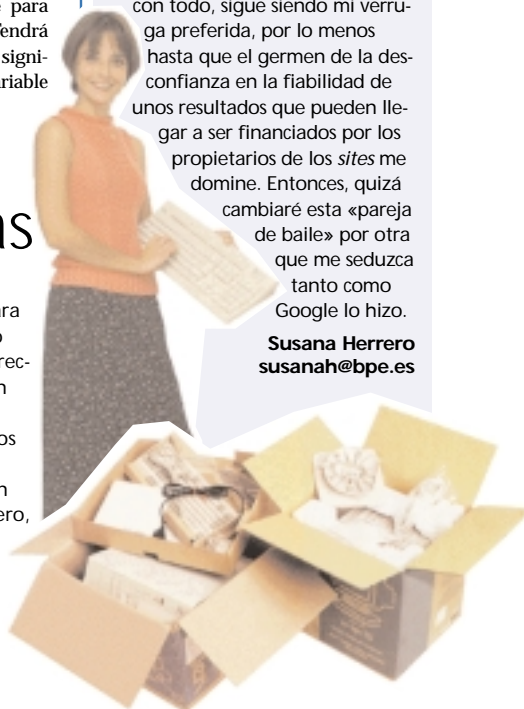 para
endrá
signi-
riable
as
ra
o
rec-
n
os
n
ero,
con todo, sigue siendo mi verru-
ga preferida, por lo menos
hasta que el germen de la des-
confianza en la fiabilidad de
unos resultados que pueden lle-
gar a ser financiados por los
propietarios de los sites me
domine. Entonces, quizá
cambiaré esta «pareja
de baile» por otra
que me seduzca
tanto como
Google lo hizo.
Susana Herrero
susanah@bpe.es